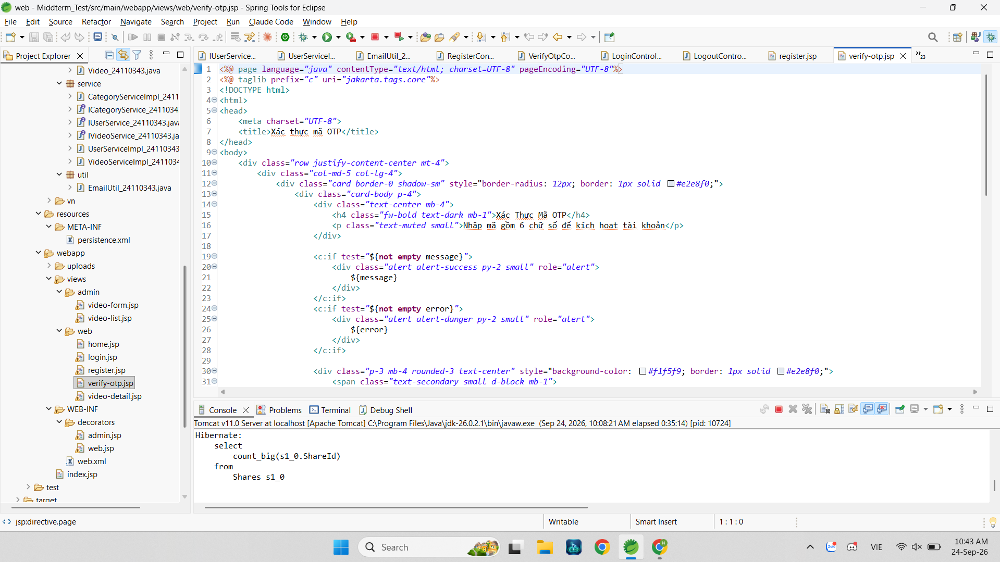 web - Middterm_Test/src/main/webapp/views/web/verify-otp.jsp - Spring Tools for Eclipse
File Edit Source Refactor Navigate Search Project Run Claude Code Window Help
Project Explorer
Video_24110343.java
service
CategoryServiceImpl_2411
ICategoryService_2411034
IUserService_24110343.java
IVideoService_24110343.ja
UserServiceImpl_24110343
VideoServiceImpl_2411034
util
EmailUtil_24110343.java
vn
resources
META-INF
persistence.xml
webapp
uploads
views
admin
video-form.jsp
video-list.jsp
web
home.jsp
login.jsp
register.jsp
verify-otp.jsp
video-detail.jsp
WEB-INF
decorators
admin.jsp
web.jsp
web.xml
index.jsp
test
target
IUserService... UserServiceI... EmailUtil_2... RegisterCon... VerifyOtpCo... LoginControl... LogoutContro... register.jsp verify-otp.jsp 23
1 <%@ page language="java" contentType="text/html; charset=UTF-8" pageEncoding="UTF-8"%>
2 <%@ taglib prefix="c" uri="jakarta.tags.core"%>
3 <!DOCTYPE html>
4 <html>
5 <head>
6 <meta charset="UTF-8">
7 <title>Xác thực mã OTP</title>
8 </head>
9 <body>
10 <div class="row justify-content-center mt-4">
11 <div class="col-md-5 col-lg-4">
12 <div class="card border-0 shadow-sm" style="border-radius: 12px; border: 1px solid #e2e8f0;">
13 <div class="card-body p-4">
14 <div class="text-center mb-4">
15 <h4 class="fw-bold text-dark mb-1">Xác Thực Mã OTP</h4>
16 <p class="text-muted small">Nhập mã gồm 6 chữ số để kích hoạt tài khoản</p>
17 </div>
18
19 <c:if test="${not empty message}">
20 <div class="alert alert-success py-2 small" role="alert">
21 ${message}
22 </div>
23 </c:if>
24 <c:if test="${not empty error}">
25 <div class="alert alert-danger py-2 small" role="alert">
26 ${error}
27 </div>
28 </c:if>
29
30 <div class="p-3 mb-4 rounded-3 text-center" style="background-color: #f1f5f9; border: 1px solid #e2e8f0;">
31 <span class="text-secondary small d-block mb-1">
Console Problems Terminal Debug Shell
Tomcat v11.0 Server at localhost [Apache Tomcat] C:\Program Files\Java\jdk-26.0.2.1\bin\javaw.exe (Sep 24, 2026, 10:08:21 AM elapsed 0:35:14) [pid: 10724]
Hibernate:
select
count_big(s1_0.ShareId)
from
Shares s1_0
jsp:directive.page
Writable
Smart Insert
1 : 1 : 0
Search
Zalo
N
VIE
10:43 AM
24-Sep-26